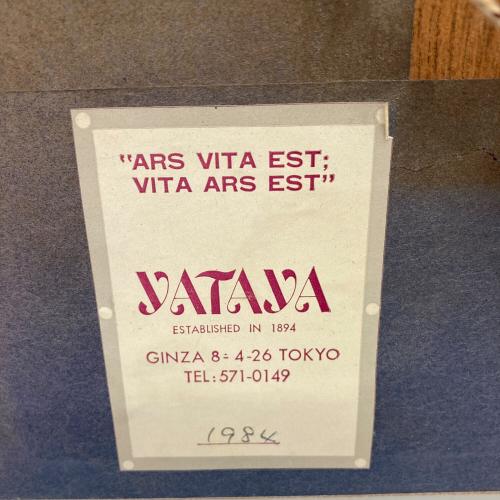 "ARS VITA EST;
VITA ARS EST"
YATAYA
ESTABLISHED IN 1894
GINZA 8-4-26 TOKYO
TEL:571-0149
1984